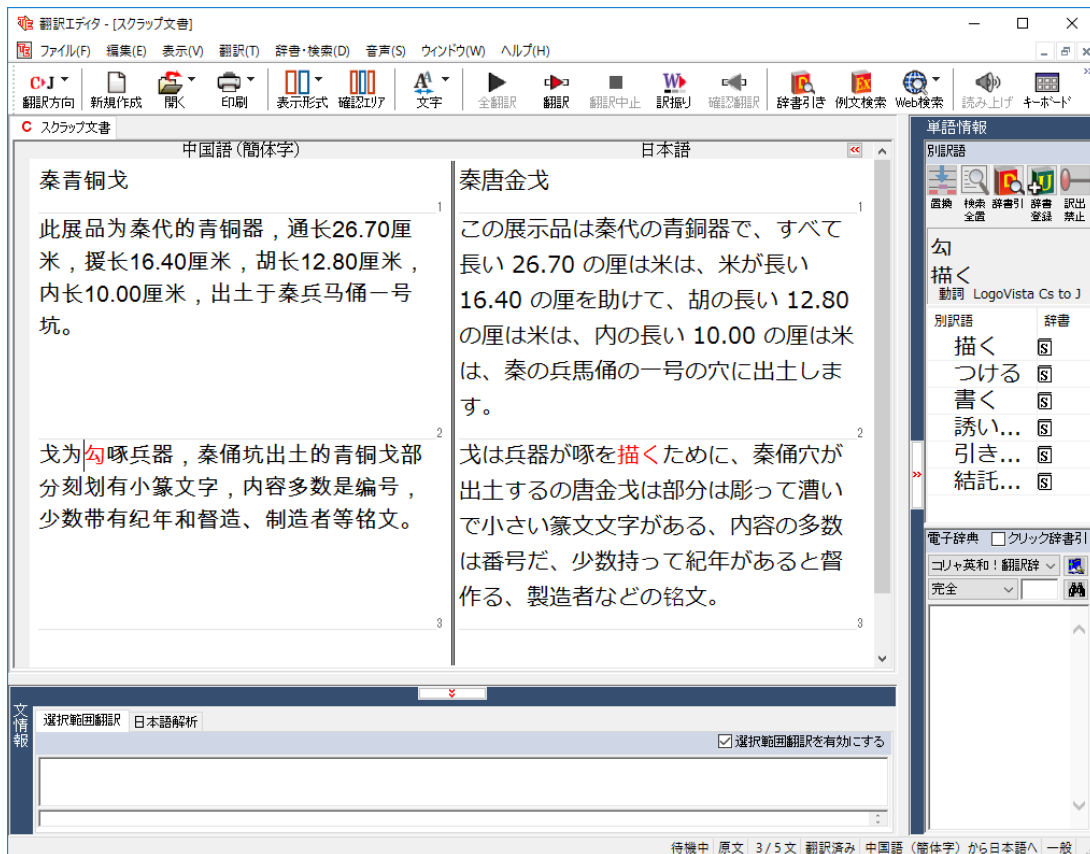 翻訳エディタ - [スクラップ文書]
ファイル(F) 編集(E) 表示(V) 翻訳(T) 辞書・検索(D) 音声(S) ウィンドウ(W) ヘルプ(H)
翻訳方向 新規作成 開く 印刷 表示形式 確認エリア 文字 全翻訳 翻訳 翻訳中止 訳振り 確認翻訳 辞書引き 例文検索 Web検索 読み上げ キーボード
C スクラップ文書
中国語(簡体字)
秦青铜戈
1
此展品为秦代的青铜器，通长26.70厘
米，援长16.40厘米，胡长12.80厘米，
内长10.00厘米，出土于秦兵马俑一号
坑。
2
戈为勾啄兵器，秦俑坑出土的青铜戈部
分刻划有小篆文字，内容多数是编号，
少数带有纪年和督造、制造者等铭文。
3
日本語
秦唐金戈
1
この展示品は秦代の青銅器で、すべて
長い 26.70 の厘は米は、米が長い
16.40 の厘を助けて、胡の長い 12.80
の厘は米は、内の長い 10.00 の厘は米
は、秦の兵馬俑の一号の穴に出土しま
す。
2
戈は兵器が啄を描くために、秦俑穴が
出土するの唐金戈は部分は彫って漕い
で小さい篆文文字がある、内容の多数
は番号だ、少数持って紀年があると督
作る、製造者などの铭文。
3
単語情報
別訳語
置換 検索全置 辞書引 辞書登録 訳出禁止
勾
描く
動詞 LogoVista Cs to J
別訳語 辞書
描く S
つける S
書く S
誘い... S
引き... S
結託... S
電子辞典 クリック辞書引
コリャ英和！翻訳辞
完全
文情報
選択範囲翻訳 日本語解析
選択範囲翻訳を有効にする
待機中 原文 3/5文 翻訳済み 中国語（簡体字）から日本語へ 一般